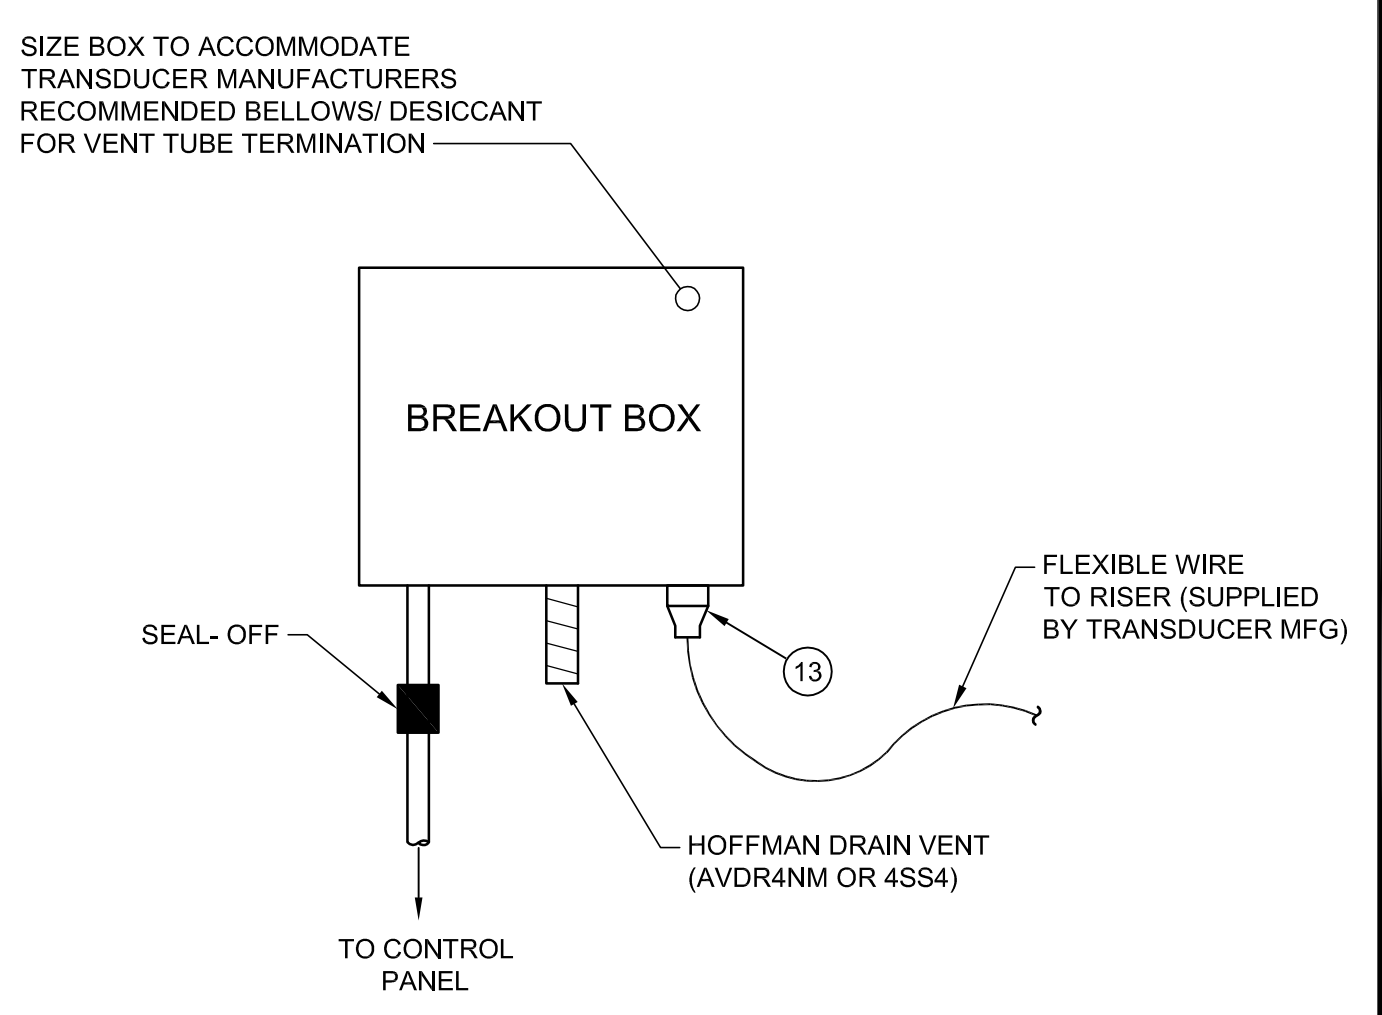 SIZE BOX TO ACCOMMODATE
TRANSDUCER MANUFACTURERS
RECOMMENDED BELLOWS/ DESICCANT
FOR VENT TUBE TERMINATION
BREAKOUT BOX
FLEXIBLE WIRE
TO RISER (SUPPLIED
BY TRANSDUCER MFG)
SEAL- OFF
13
HOFFMAN DRAIN VENT
(AVDR4NM OR 4SS4)
TO CONTROL
PANEL